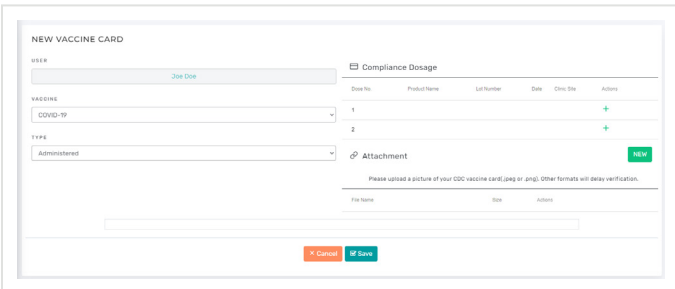 NEW VACCINE CARD
USER
Joe Doe
VACCINE
COVID-19
TYPE
Administered
Compliance Dosage
Dose No. Product Name Lot Number Date Clinic Site Actions
1 +
2 +
Attachment NEW
Please upload a picture of your CDC vaccine card(.jpeg or .png). Other formats will delay verification.
File Name Size Actions
× Cancel Save